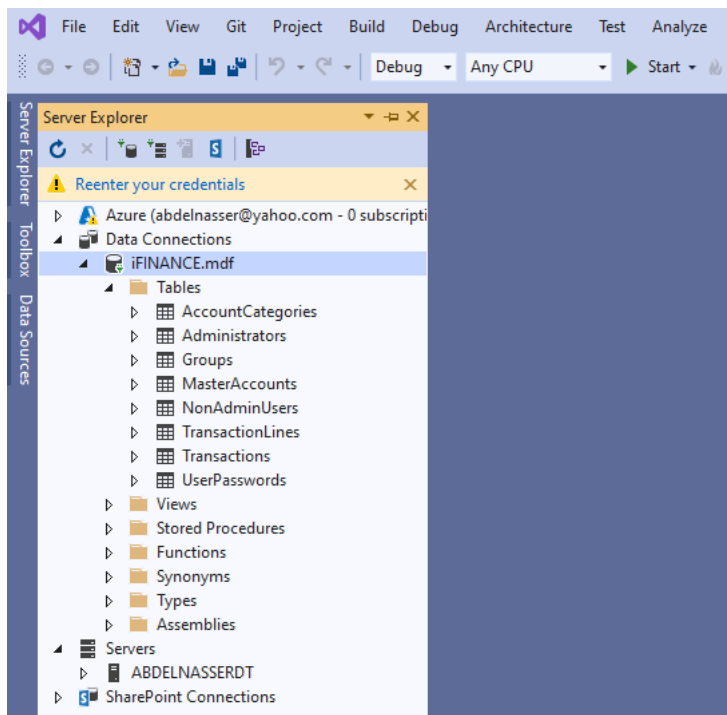 File Edit View Git Project Build Debug Architecture Test Analyze
Debug Any CPU Start
Server Explorer
Toolbox
Data Sources
Server Explorer
Reenter your credentials
Azure (abdelnasser@yahoo.com - 0 subscripti
Data Connections
iFINANCE.mdf
Tables
AccountCategories
Administrators
Groups
MasterAccounts
NonAdminUsers
TransactionLines
Transactions
UserPasswords
Views
Stored Procedures
Functions
Synonyms
Types
Assemblies
Servers
ABDELNASSERDT
SharePoint Connections